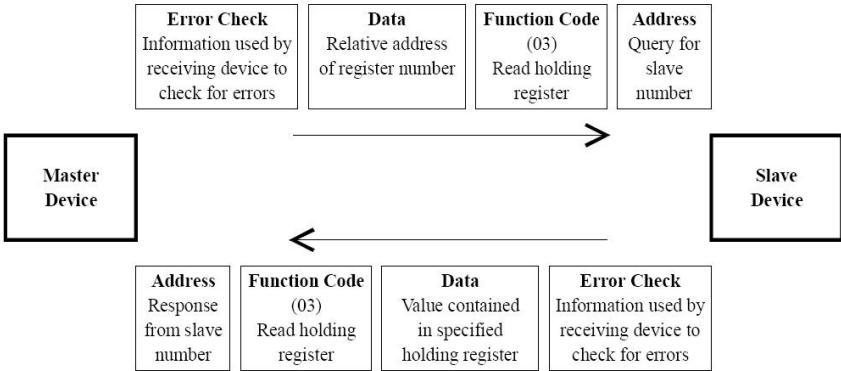 Error Check
Information used by
receiving device to
check for errors
Data
Relative address
of register number
Function Code
(03)
Read holding
register
Address
Query for
slave
number
Master
Device
Slave
Device
Address
Response
from slave
number
Function Code
(03)
Read holding
register
Data
Value contained
in specified
holding register
Error Check
Information used by
receiving device to
check for errors